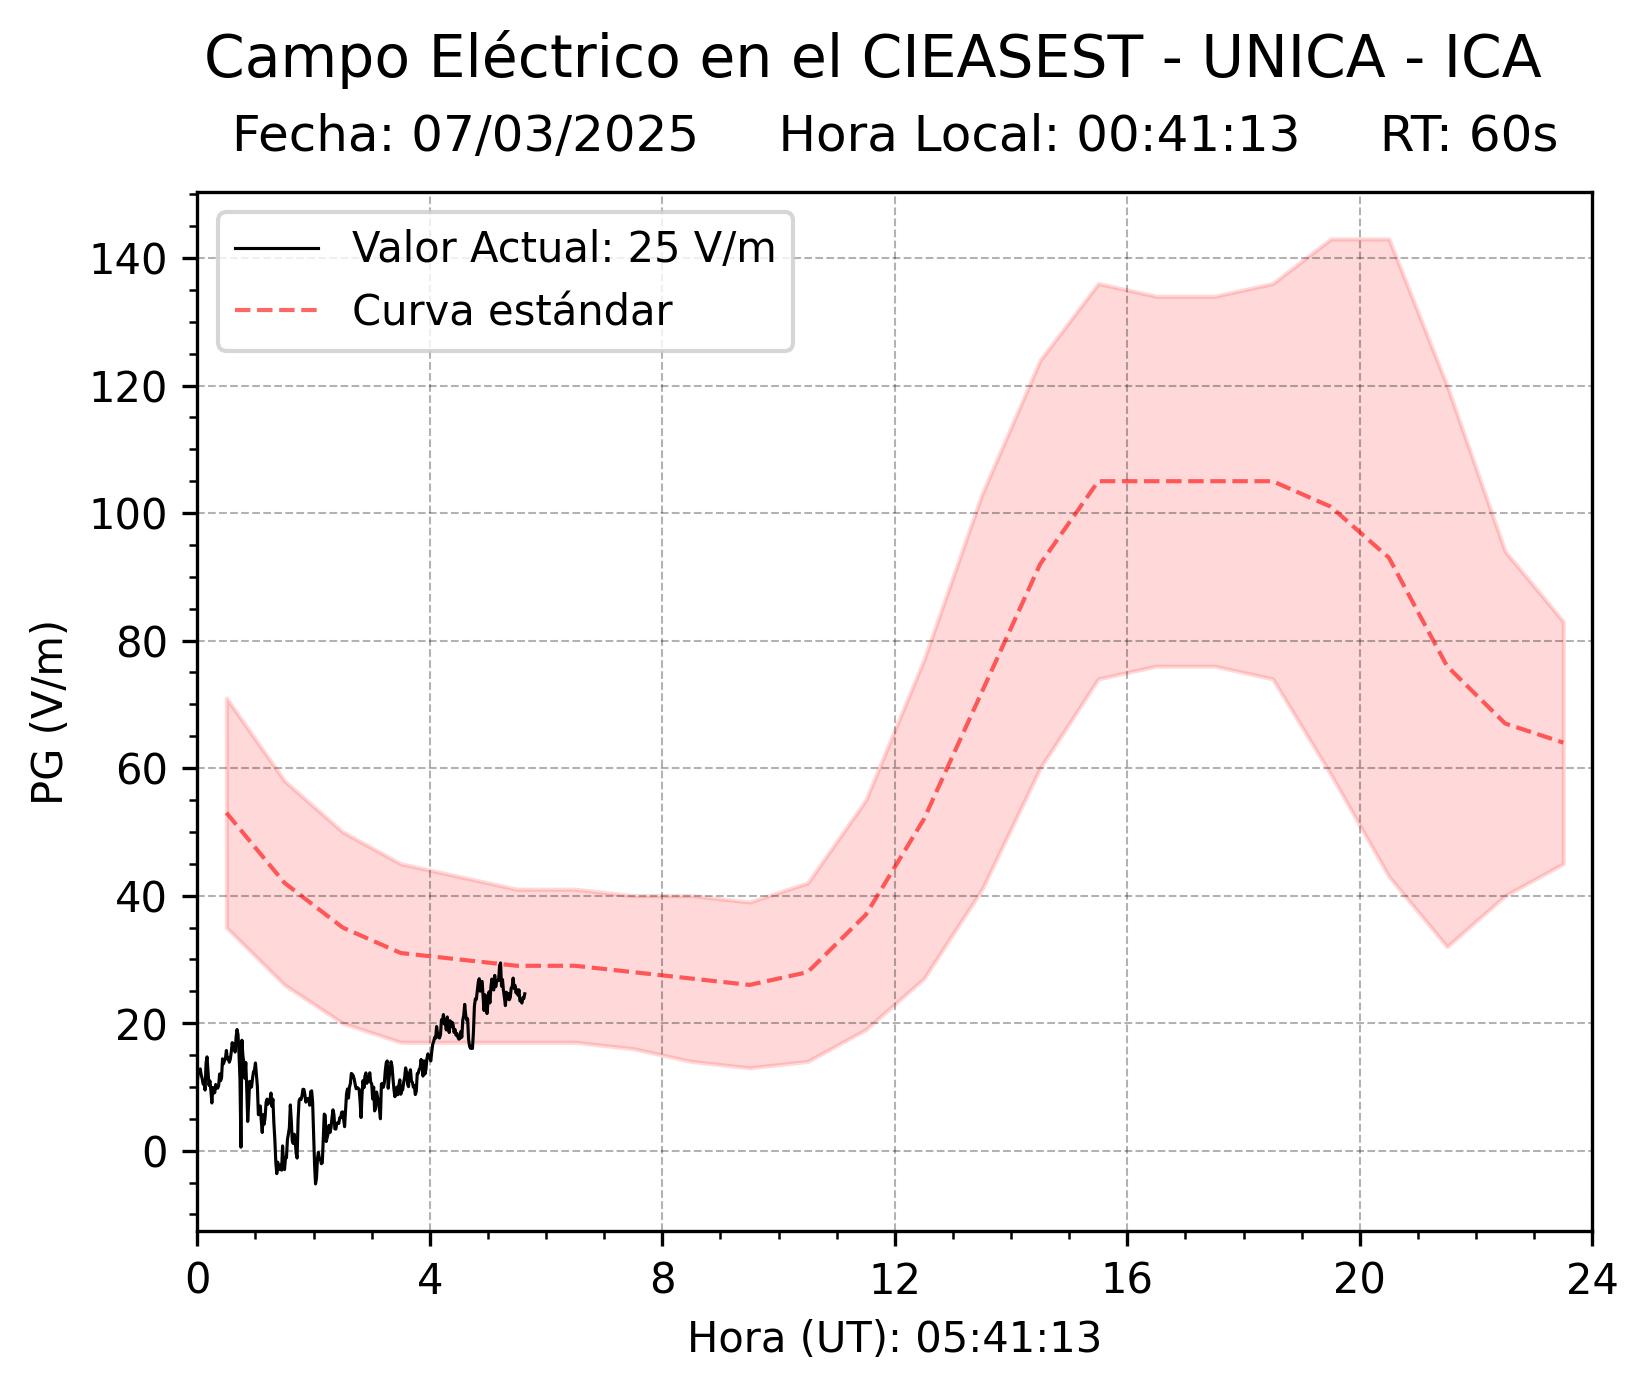 Campo Eléctrico en el CIEASEST - UNICA - ICA
Fecha: 07/03/2025 Hora Local: 00:41:13 RT: 60s
Valor Actual: 25 V/m
Curva estándar
140
120
100
80
60
40
20
0
PG (V/m)
0 4 8 12 16 20 24
Hora (UT): 05:41:13